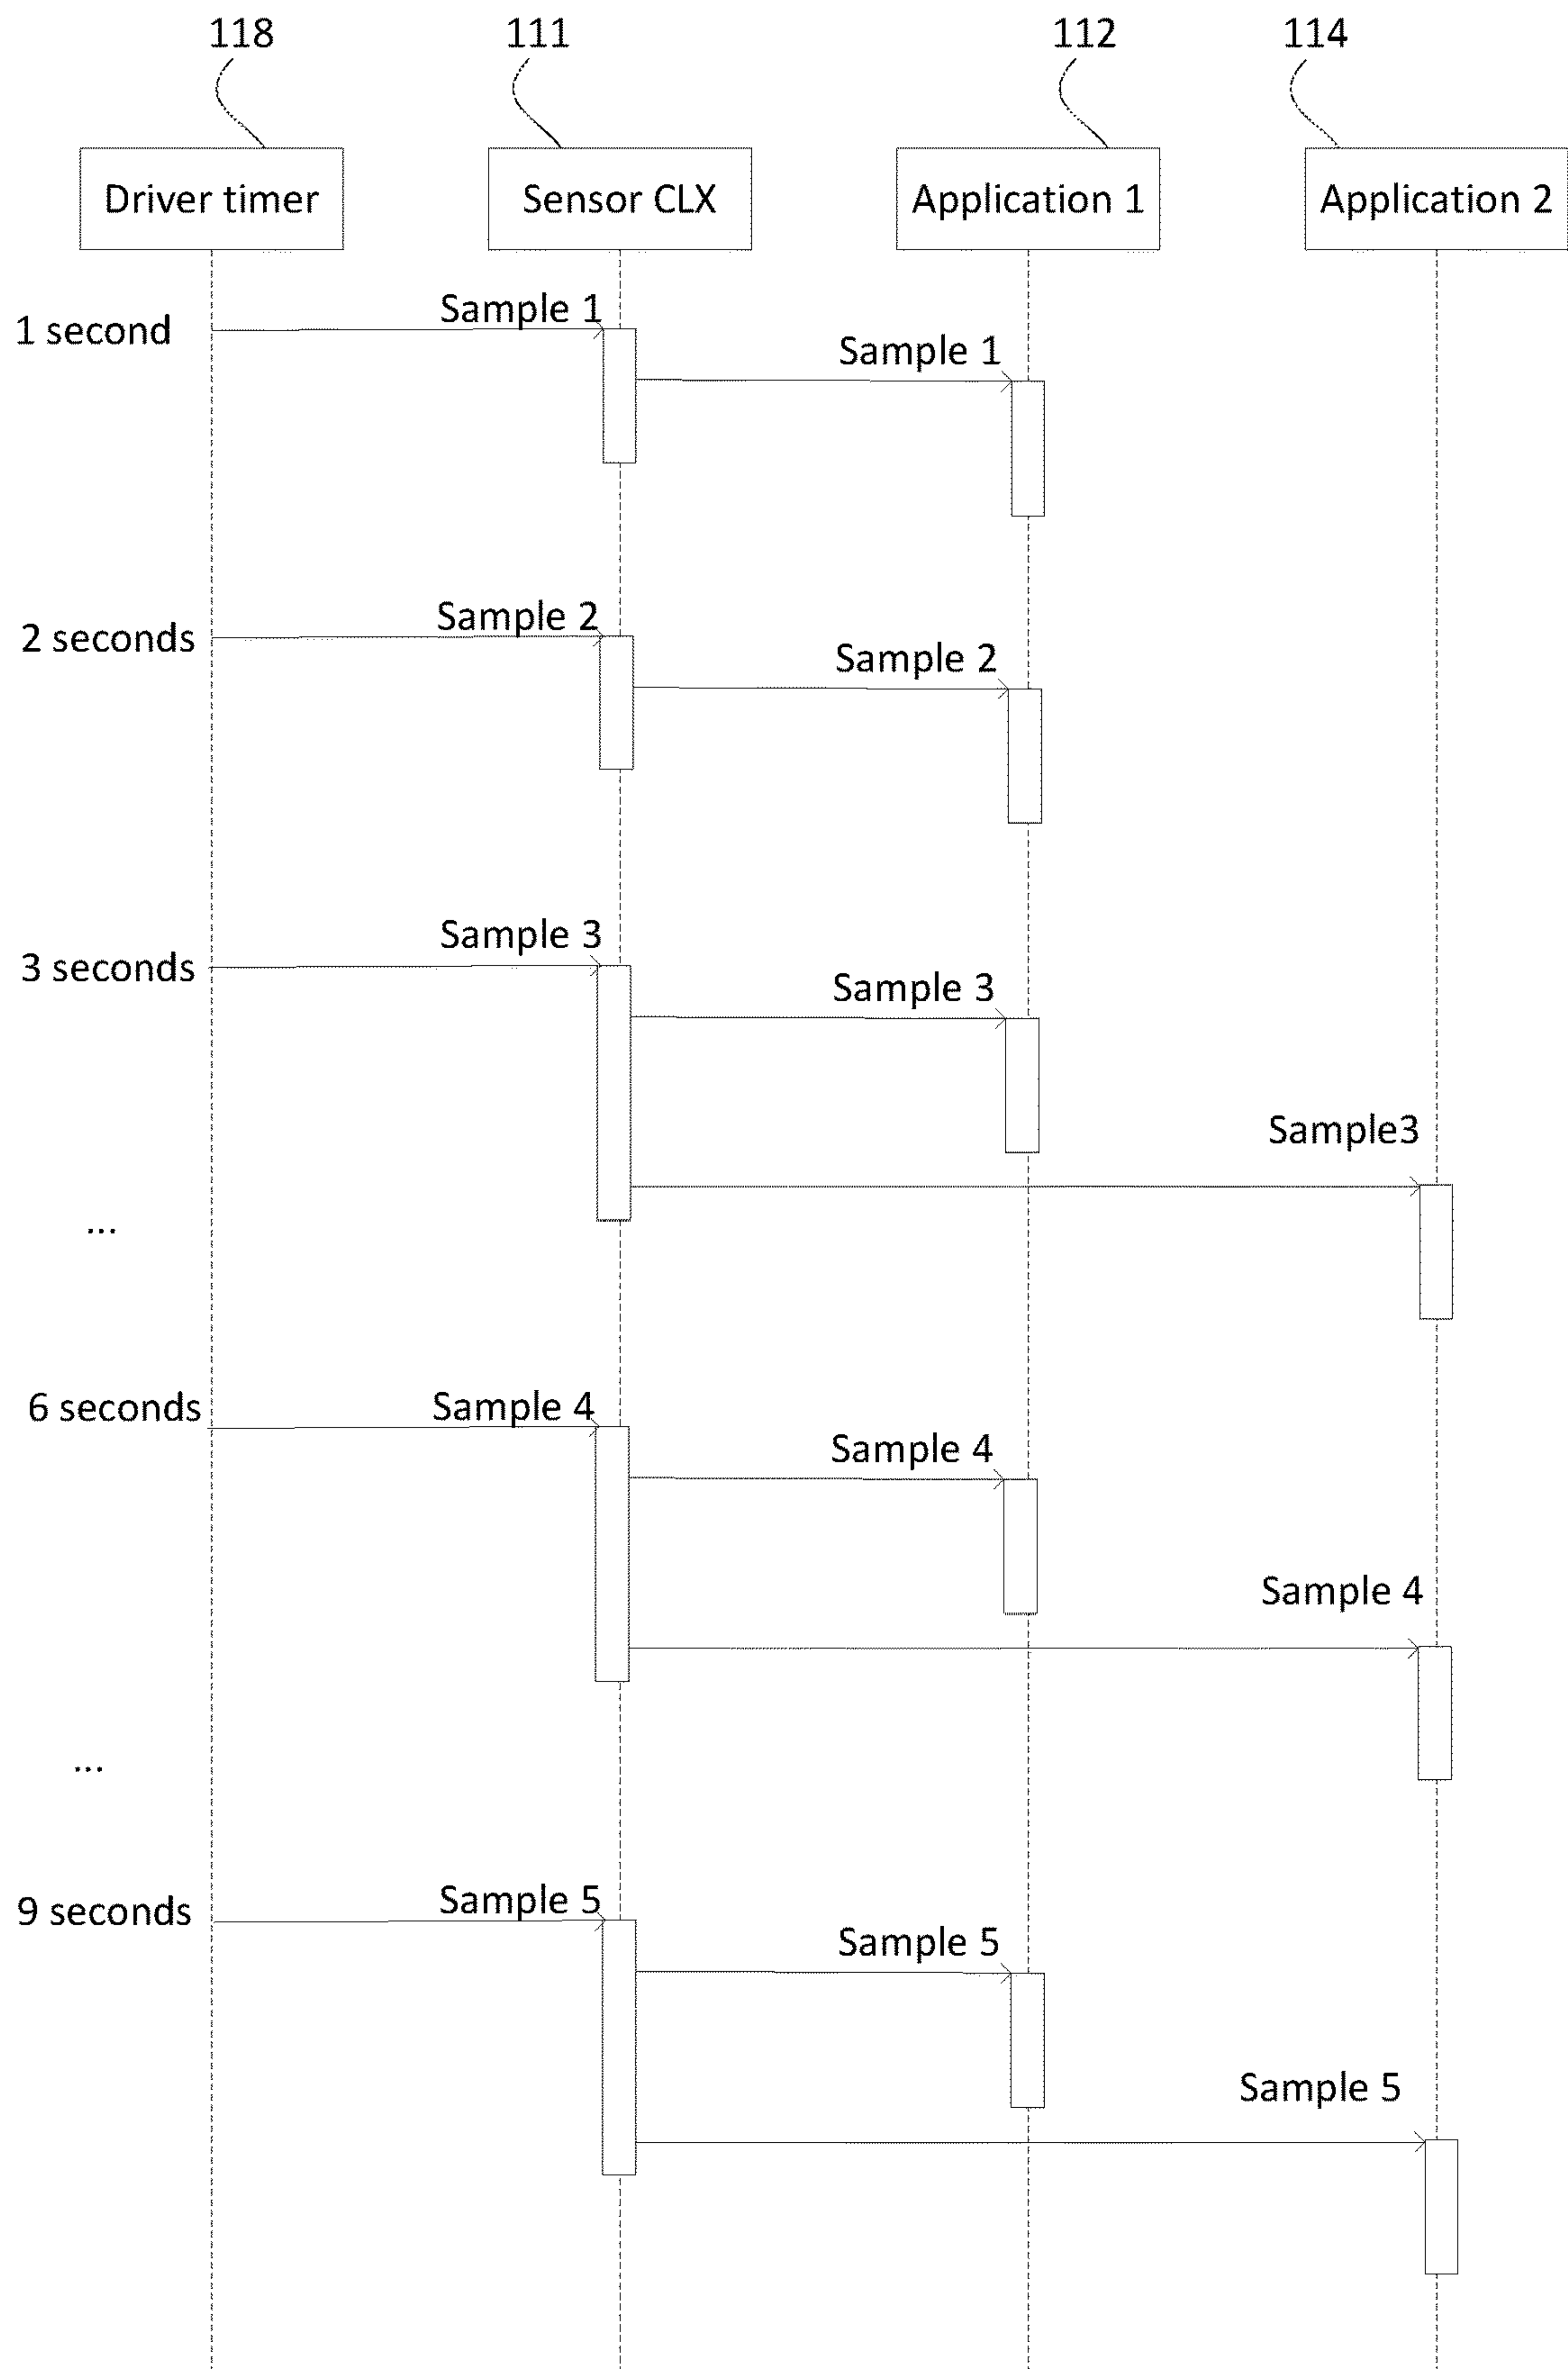 118 111 112 114
Driver timer Sensor CLX Application 1 Application 2
Sample 1
1 second
Sample 1
Sample 2
2 seconds
Sample 2
Sample 3
3 seconds
Sample 3
Sample3
...
6 seconds Sample 4
Sample 4
Sample 4
...
9 seconds Sample 5
Sample 5
Sample 5